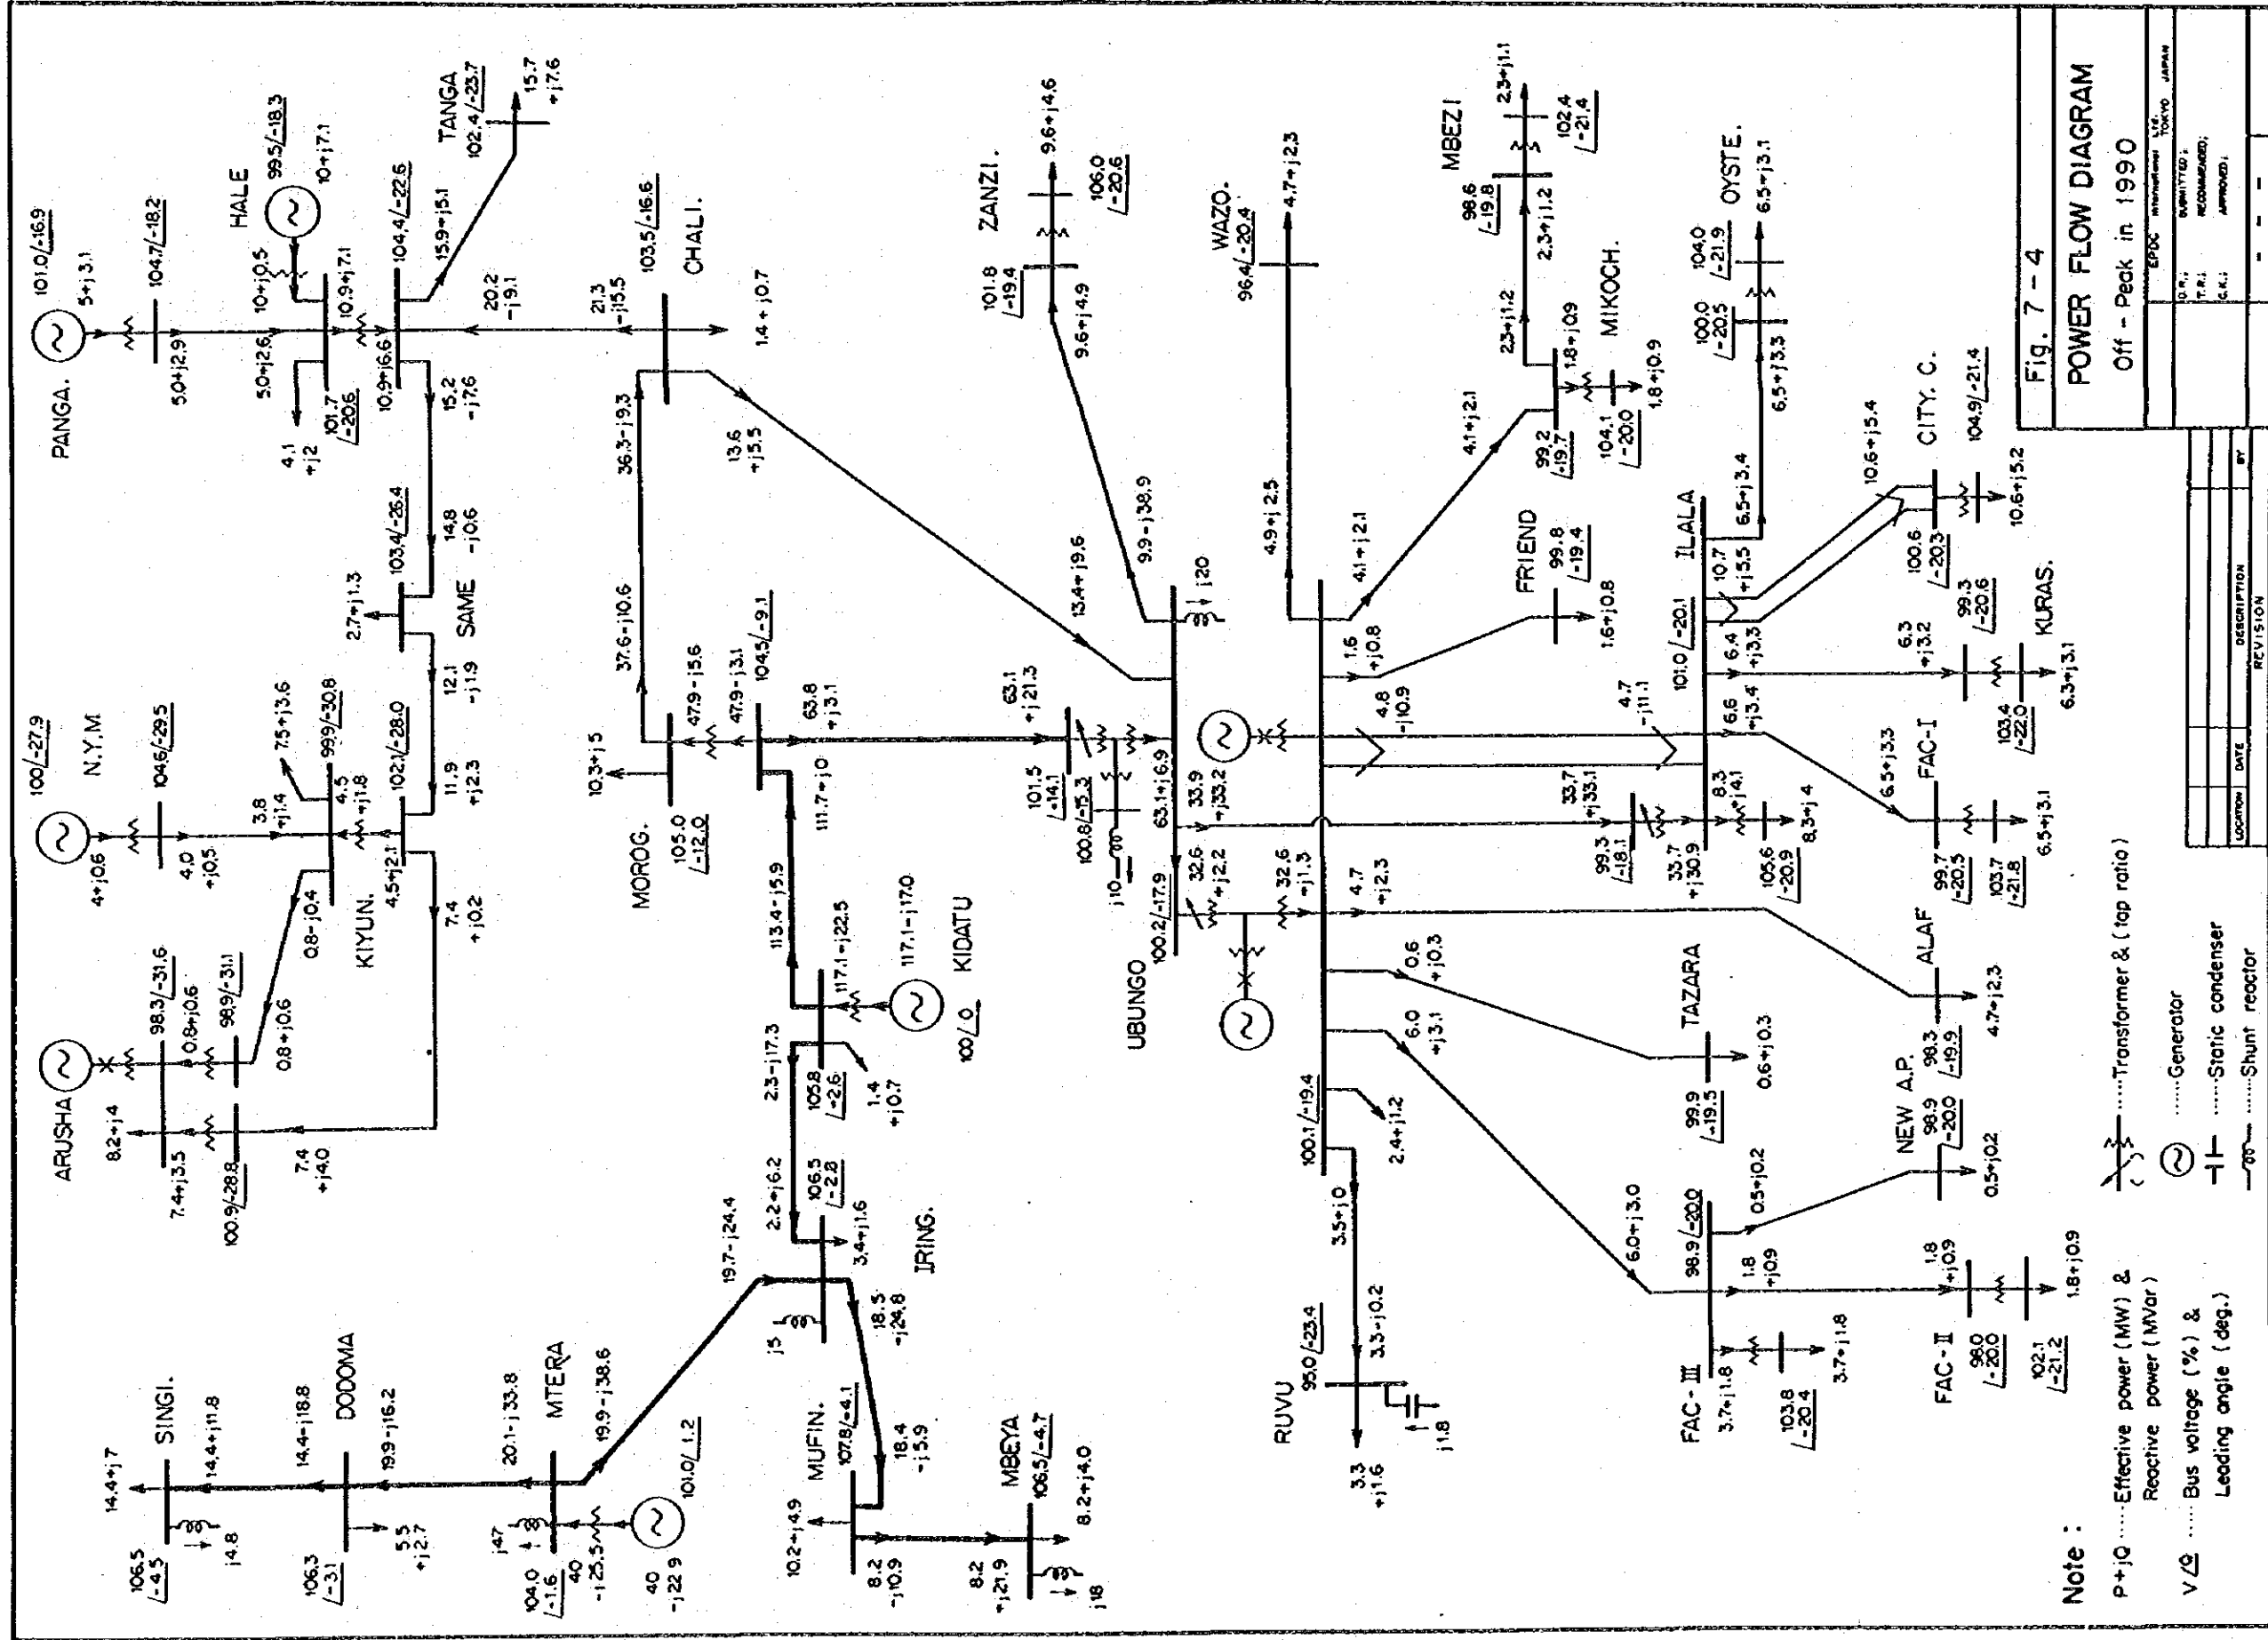 PANGA.
101.0/-16.9
5+j3.1
104.7/-18.2
5.0+j2.9
5.0+j2.6
HALE
99.5/-18.3
10+j7.1
10+j0.5
4.1
+j2
101.7
/-20.6
10.9+j7.1
10.9+j6.6
104.4/-22.6
TANGA
102.4/-23.7
15.7
+j7.6
15.9+j5.1
15.2
-j7.6
20.2
-j9.1
21.3
-j15.5
103.5/-16.6
CHALI.
1.4+j0.7
36.3-j9.3
13.6
+j5.5
N.Y.M
100/-27.9
4+j0.6
104.6/-29.5
4.0
+j0.5
3.8
+j1.4
7.5+j3.6
99.9/-30.8
4.5
+j1.8
102.1/-28.0
4.5+j2.1
KIYUN.
0.8-j0.4
11.9
+j2.3
12.1
-j1.9
SAME
2.7+j1.3
103.4/-26.4
14.8
-j0.6
7.4
+j0.2
ARUSHA
8.2+j4
98.3/-31.6
0.8+j0.6
98.9/-31.1
0.8+j0.6
7.4+j3.5
100.9/-28.8
7.4
+j4.0
MOROG.
10.3+j5
105.0
/-12.0
37.6-j10.6
47.9-j5.6
47.9-j3.1
104.5/-9.1
63.8
+j3.1
111.7+j0
113.4-j5.9
KIDATU
100/0
117.1-j17.0
117.1-j22.5
105.8
/-2.6
1.4
+j0.7
2.3-j17.3
2.2+j6.2
106.5
/-2.8
3.4+j1.6
IRING.
j5
19.7-j24.4
18.5
-j24.8
SINGI.
14.4+j7
106.5
/-4.5
j4.8
14.4+j11.8
14.4-j18.8
DODOMA
106.3
/-3.1
5.5
+j2.7
19.9-j16.2
20.1-j33.8
MTERA
j47
104.0
/-1.6
40
-j25.5
40
-j22.9
101.0/1.2
19.9-j38.6
MUFIN.
107.8/-4.1
18.4
-j5.9
10.2+j4.9
8.2
-j10.9
MBEYA
106.5/-4.7
8.2
+j21.9
8.2+j4.0
j18
ZANZI.
101.8
/-19.4
9.6+j4.6
106.0
/-20.6
9.6+j4.9
9.9-j38.9
13.4+j9.6
j20
63.1
+j21.3
101.5
/-14.1
100.8/-15.3
j10
63.1+j6.9
UBUNGO
100.2/-17.9
33.9
+j33.2
32.6
+j2.2
32.6
-j1.3
WAZO.
96.4/-20.4
4.7+j2.3
4.9+j2.5
MBEZI
98.6
/-19.8
2.3+j1.1
102.4
/-21.4
2.3+j1.2
2.3+j1.2
MIKOCH.
1.8+j0.9
99.2
/-19.7
104.1
/-20.0
1.8+j0.9
4.1+j2.1
4.1+j2.1
FRIEND
99.8
/-19.4
1.6+j0.8
1.6
+j0.8
4.8
-j10.9
4.7
-j11.1
4.7
+j2.3
0.6
+j0.3
6.0
+j3.1
2.4+j1.2
100.1/-19.4
3.5+j0
3.3-j0.2
RUVU
95.0/-23.4
3.3
+j1.6
j1.8
OYSTE.
100.0
/-20.5
104.0
/-21.9
6.5+j3.1
6.5+j3.3
6.5+j3.4
ILALA
101.0/-20.1
10.7
+j5.5
10.6+j5.4
CITY. C.
100.6
/-20.3
104.9/-21.4
10.6+j5.2
6.4
+j3.3
6.3
+j3.2
99.3
/-20.6
KURAS.
103.4
/-22.0
6.3+j3.1
6.6
+j3.4
6.5+j3.3
FAC-I
99.7
/-20.5
103.7
/-21.8
6.5+j3.1
33.7
+j33.1
99.3
/-18.1
33.7
+j30.9
8.3
+j4.1
105.6
/-20.9
8.3+j4
ALAF
98.3
/-19.9
4.7+j2.3
TAZARA
99.9
/-19.5
0.6+j0.3
NEW A.P.
98.9
/-20.0
0.5+j0.2
0.5+j0.2
6.0+j3.0
98.9/-20.0
FAC-III
3.7+j1.8
103.8
/-20.4
3.7+j1.8
1.8
+j0.9
FAC-II
1.8
+j0.9
98.0
/-20.0
102.1
/-21.2
1.8+j0.9
Note :
P+jQ ······ Effective power (MW) &
Reactive power (MVar)
V/θ ······ Bus voltage (%) &
Leading angle (deg.)
······Transformer & (tap ratio)
······Generator
······Static condenser
······Shunt reactor
LOCATION DATE DESCRIPTION BY
REVISION
Fig. 7-4
POWER FLOW DIAGRAM
Off-Peak in 1990
EPDC International Ltd.
TOKYO JAPAN
D.R.; SUBMITTED;
T.R.; RECOMMENDED;
C.K.; APPROVED;